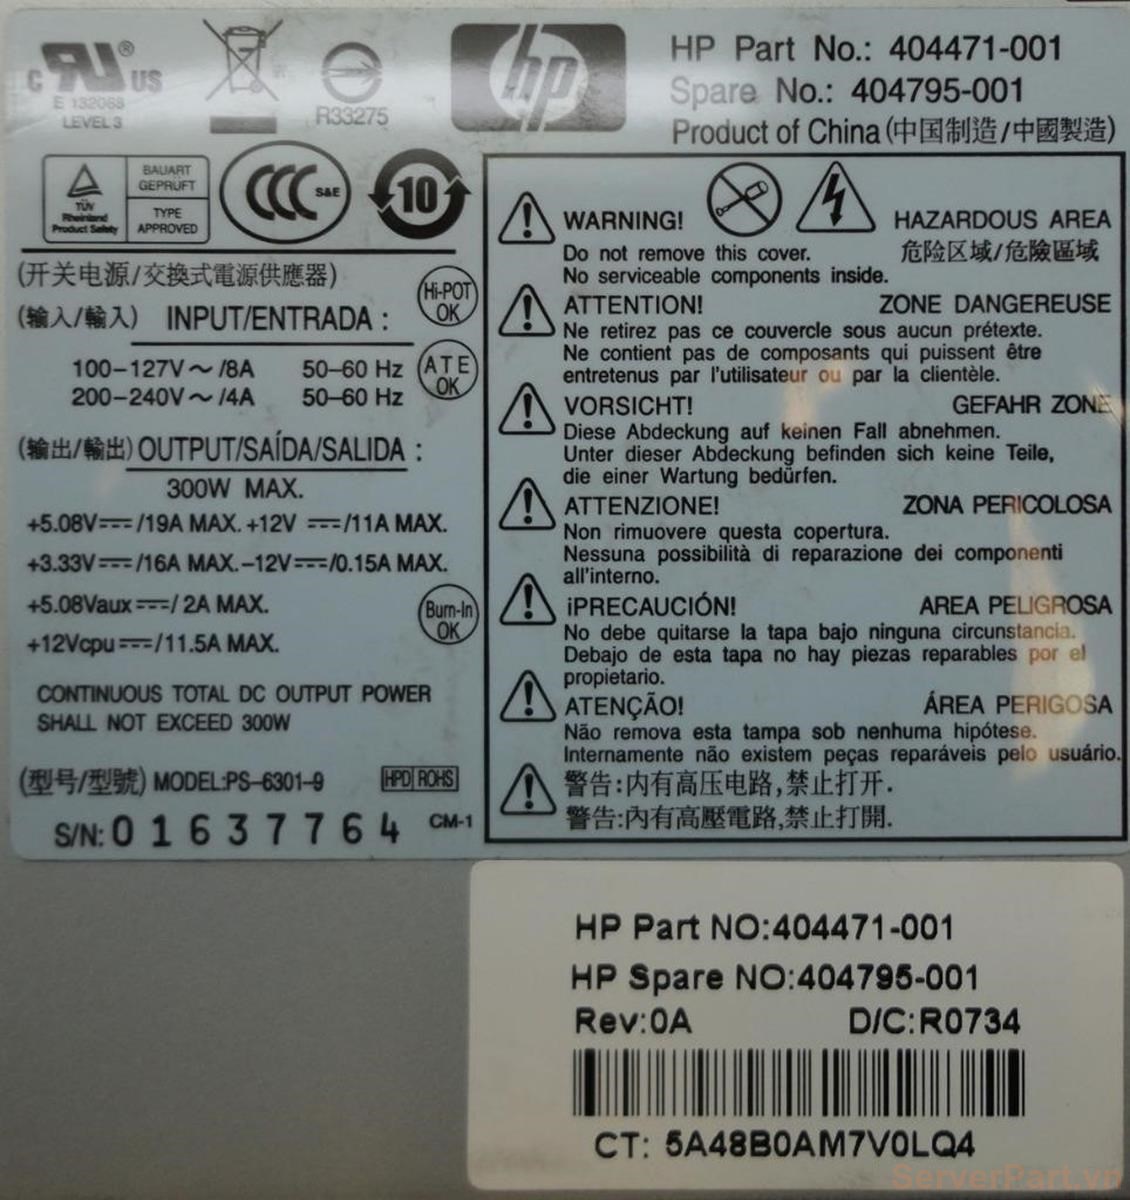 C RU ® US
E 132068
LEVEL 3
R33275
hp
HP Part No.: 404471-001
Spare No.: 404795-001
Product of China (中国制造/中國製造)
TÜV
Rheinland
Product Safety
BAUART
GEPRÜFT
TYPE
APPROVED
CCC S&E
10
(开关电源/交換式電源供應器)
Hi-POT
OK
(输入/輸入) INPUT/ENTRADA :
100-127V~/8A 50-60 Hz
200-240V~/4A 50-60 Hz
ATE
OK
(输出/輸出) OUTPUT/SAÍDA/SALIDA :
300W MAX.
+5.08V⎓/19A MAX. +12V ⎓/11A MAX.
+3.33V⎓/16A MAX. -12V⎓/0.15A MAX.
+5.08Vaux⎓/ 2A MAX.
+12Vcpu⎓/11.5A MAX.
Burn-In
OK
CONTINUOUS TOTAL DC OUTPUT POWER
SHALL NOT EXCEED 300W
(型号/型號) MODEL:PS-6301-9 HPD ROHS
S/N: 01637764 CM-1
WARNING! HAZARDOUS AREA
Do not remove this cover. 危险区域/危險區域
No serviceable components inside.
ATTENTION! ZONE DANGEREUSE
Ne retirez pas ce couvercle sous aucun prétexte.
Ne contient pas de composants qui puissent être
entretenus par l'utilisateur ou par la clientèle.
VORSICHT! GEFAHR ZONE
Diese Abdeckung auf keinen Fall abnehmen.
Unter dieser Abdeckung befinden sich keine Teile,
die einer Wartung bedürfen.
ATTENZIONE! ZONA PERICOLOSA
Non rimuovere questa copertura.
Nessuna possibilità di reparazione dei componenti
all'interno.
¡PRECAUCIÓN! AREA PELIGROSA
No debe quitarse la tapa bajo ninguna circunstancia.
Debajo de esta tapa no hay piezas reparables por el
propietario.
ATENÇÃO! ÁREA PERIGOSA
Não remova esta tampa sob nenhuma hipótese.
Internamente não existem peças reparáveis pelo usuário.
警告:内有高压电路,禁止打开.
警告:內有高壓電路,禁止打開.
HP Part NO:404471-001
HP Spare NO:404795-001
Rev:0A D/C:R0734
CT: 5A48B0AM7V0LQ4
ServerPart.vn